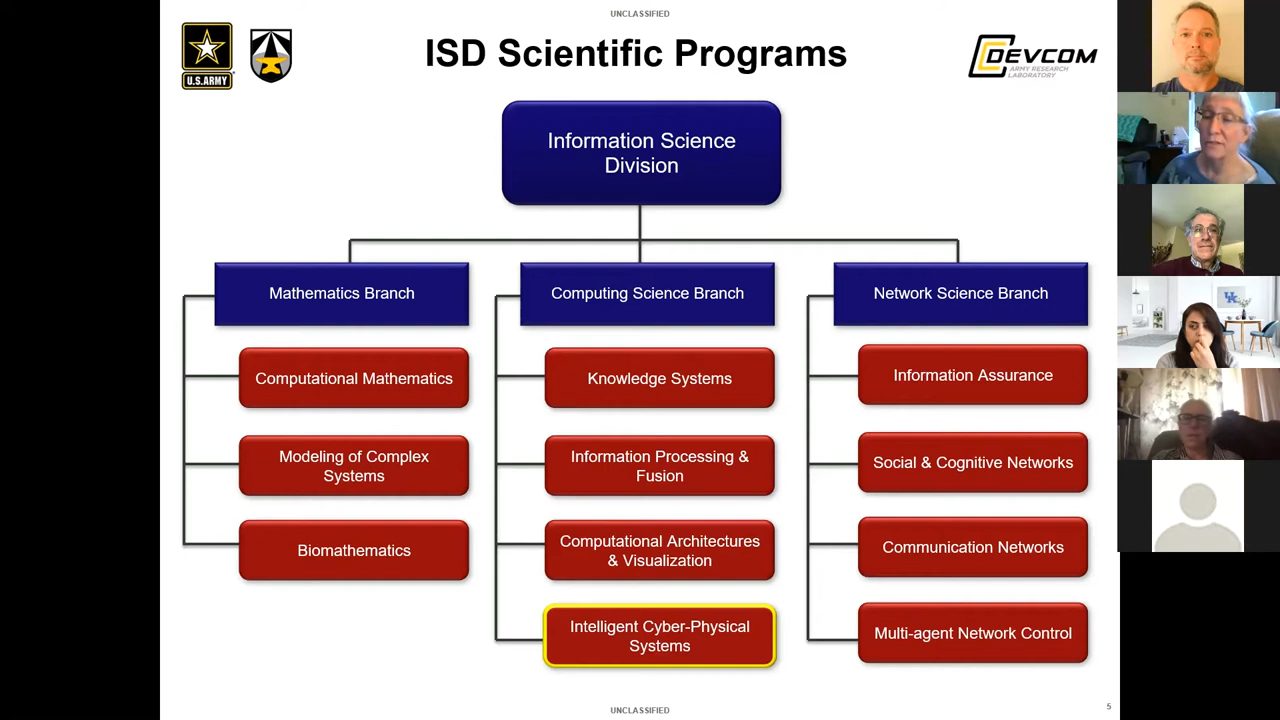 UNCLASSIFIED
ISD Scientific Programs
U.S. ARMY
DEVCOM
ARMY RESEARCH
LABORATORY
Information Science
Division
Mathematics Branch
Computational Mathematics
Modeling of Complex
Systems
Biomathematics
Computing Science Branch
Knowledge Systems
Information Processing &
Fusion
Computational Architectures
& Visualization
Intelligent Cyber-Physical
Systems
Network Science Branch
Information Assurance
Social & Cognitive Networks
Communication Networks
Multi-agent Network Control
UK
UNCLASSIFIED
5